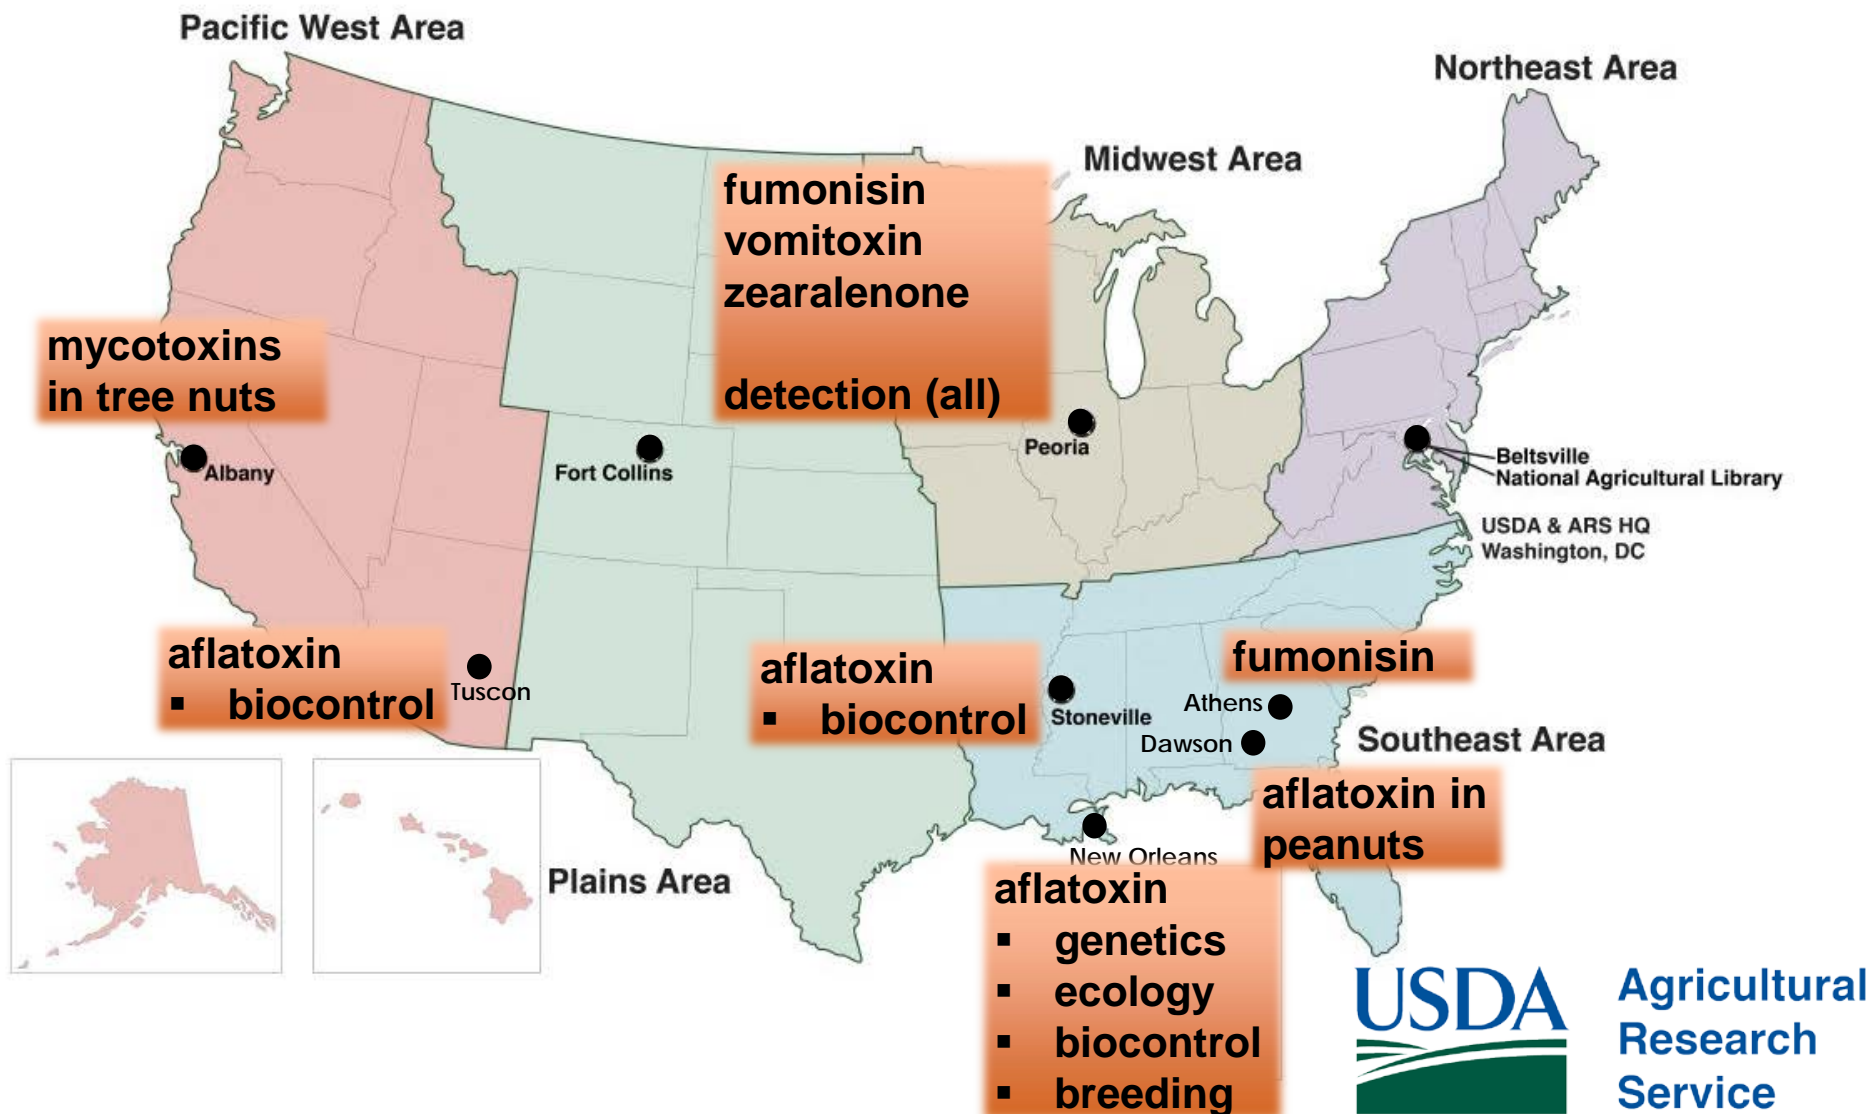 Pacific West Area
Northeast Area
Midwest Area
fumonisin
vomitoxin
zearalenone
detection (all)
mycotoxins
in tree nuts
Albany
Fort Collins
Peoria
Beltsville
National Agricultural Library
USDA & ARS HQ
Washington, DC
aflatoxin
▪ biocontrol
Tuscon
aflatoxin
▪ biocontrol
Stoneville
fumonisin
Athens
Dawson
Southeast Area
aflatoxin in
peanuts
New Orleans
Plains Area
aflatoxin
▪ genetics
▪ ecology
▪ biocontrol
▪ breeding
USDA
Agricultural
Research
Service